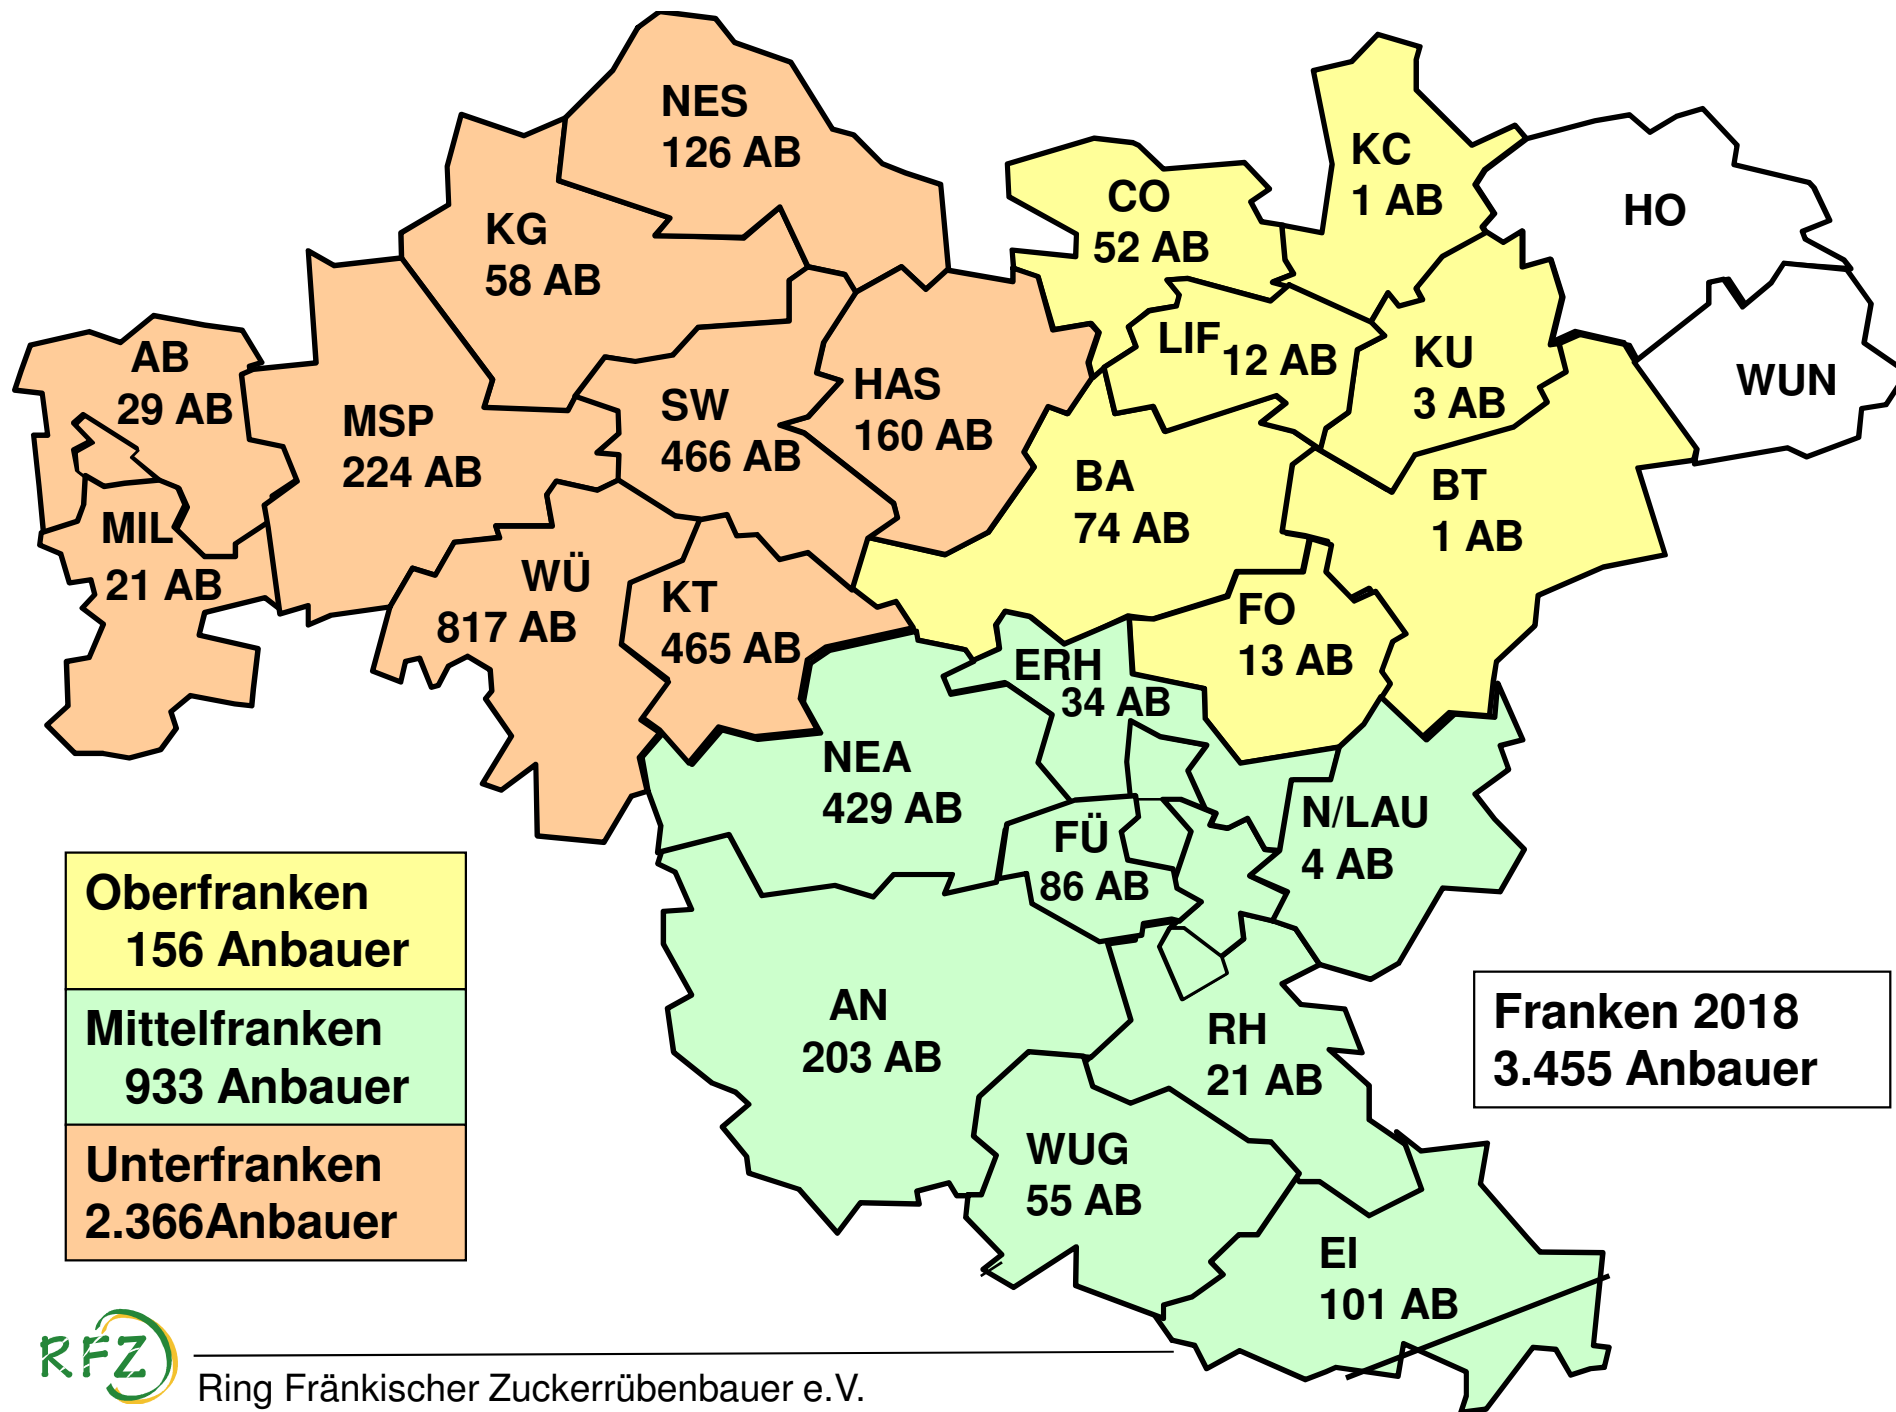 NES
126 AB
KG
58 AB
CO
52 AB
KC
1 AB
HO
AB
29 AB
MSP
224 AB
SW
466 AB
HAS
160 AB
LIF
12 AB
KU
3 AB
WUN
MIL
21 AB
WÜ
817 AB
KT
465 AB
BA
74 AB
BT
1 AB
FO
13 AB
ERH
34 AB
NEA
429 AB
FÜ
86 AB
N/LAU
4 AB
AN
203 AB
RH
21 AB
WUG
55 AB
EI
101 AB
Oberfranken
156 Anbauer
Mittelfranken
933 Anbauer
Unterfranken
2.366Anbauer
Franken 2018
3.455 Anbauer
RFZ
Ring Fränkischer Zuckerrübenbauer e.V.